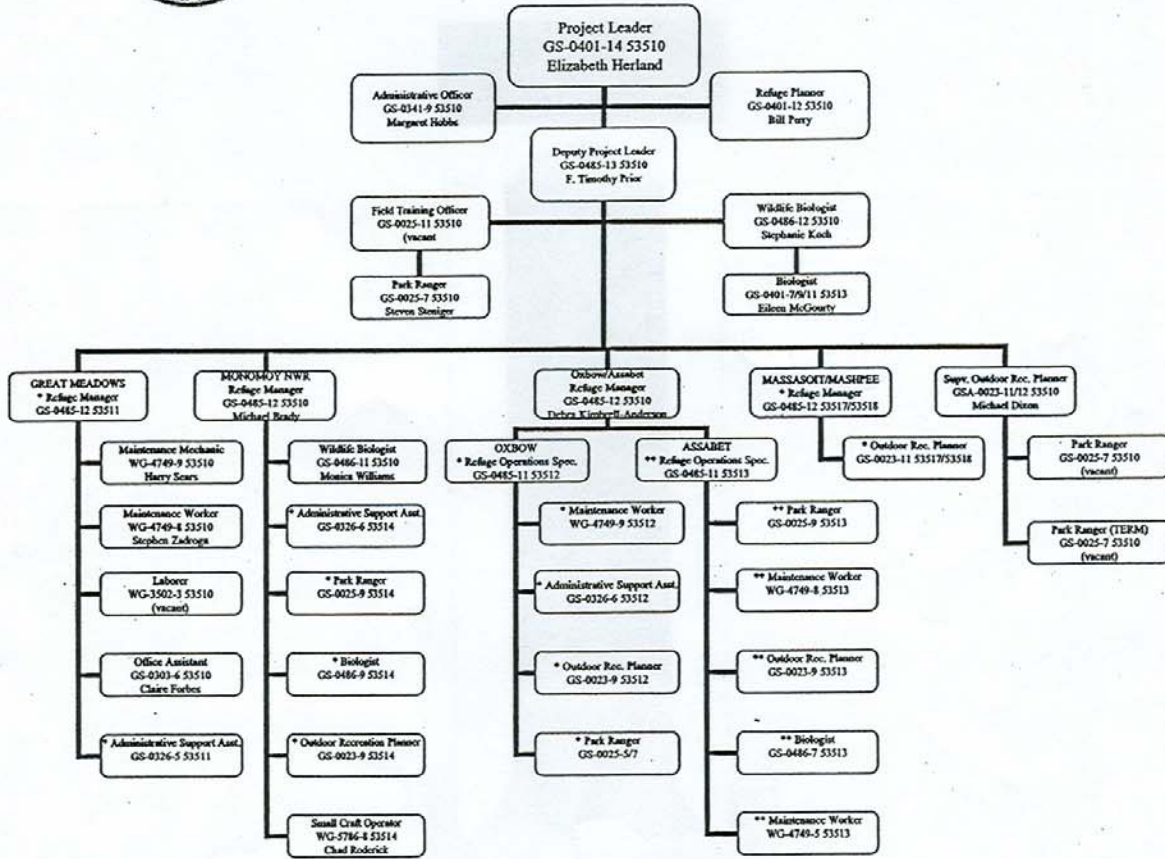 Project Leader
GS-0401-14 53510
Elizabeth Herland
Administrative Officer
GS-0341-9 53510
Margaret Hobbs
Refuge Planner
GS-0401-12 53510
Bill Perry
Deputy Project Leader
GS-0485-13 53510
F. Timothy Prior
Field Training Officer
GS-0025-11 53510
(vacant
Wildlife Biologist
GS-0486-12 53510
Stephanie Koch
Park Ranger
GS-0025-7 53510
Steven Steniger
Biologist
GS-0401-7/9/11 53513
Eileen McGourty
GREAT MEADOWS
* Refuge Manager
GS-0485-12 53511
MONOMOY NWR
Refuge Manager
GS-0485-12 53510
Michael Brady
Oxbow/Assabet
Refuge Manager
GS-0485-12 53510
Debra Kimbrell-Anderson
MASSASOIT/MASHPEE
* Refuge Manager
GS-0485-12 53517/53518
Supv. Outdoor Rec. Planner
GSA-0023-11/12 53510
Michael Dixon
Maintenance Mechanic
WG-4749-9 53510
Harry Sears
Maintenance Worker
WG-4749-8 53510
Stephen Zadroga
Laborer
WG-3502-3 53510
(vacant)
Office Assistant
GS-0303-6 53510
Claire Forbes
* Administrative Support Asst.
GS-0326-5 53511
Wildlife Biologist
GS-0486-11 53510
Monica Williams
* Administrative Support Asst.
GS-0326-6 53514
* Park Ranger
GS-0025-9 53514
* Biologist
GS-0486-9 53514
* Outdoor Recreation Planner
GS-0023-9 53514
Small Craft Operator
WG-5786-8 53514
Chad Roderick
OXBOW
* Refuge Operations Spec.
GS-0485-11 53512
* Maintenance Worker
WG-4749-9 53512
* Administrative Support Asst.
GS-0326-6 53512
* Outdoor Rec. Planner
GS-0023-9 53512
* Park Ranger
GS-0025-5/7
ASSABET
** Refuge Operations Spec.
GS-0485-11 53513
** Park Ranger
GS-0025-9 53513
** Maintenance Worker
WG-4749-8 53513
** Outdoor Rec. Planner
GS-0023-9 53513
** Biologist
GS-0486-7 53513
** Maintenance Worker
WG-4749-5 53513
* Outdoor Rec. Planner
GS-0023-11 53517/53518
Park Ranger
GS-0025-7 53510
(vacant)
Park Ranger (TERM)
GS-0025-7 53510
(vacant)